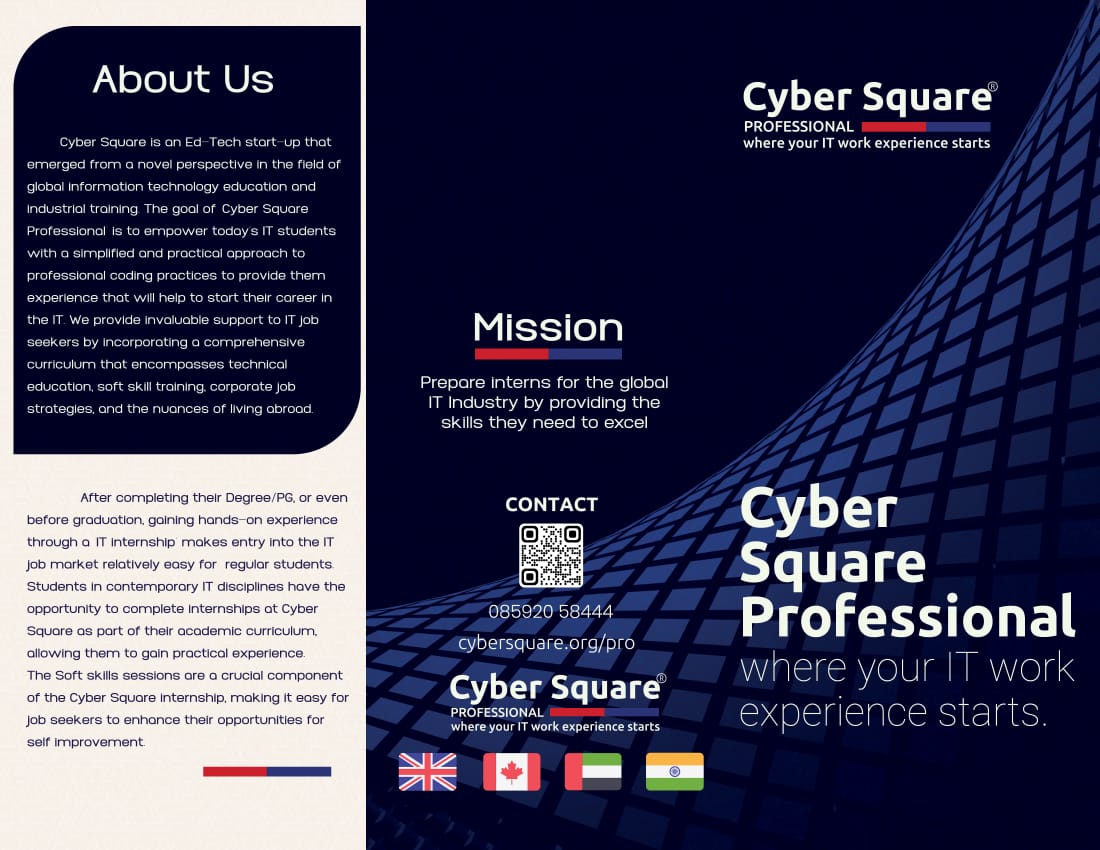 About Us
Cyber Square is an Ed-Tech start-up that
emerged from a novel perspective in the field of
global information technology education and
industrial training. The goal of Cyber Square
Professional is to empower today's IT students
with a simplified and practical approach to
professional coding practices to provide them
experience that will help to start their career in
the IT. We provide invaluable support to IT job
seekers by incorporating a comprehensive
curriculum that encompasses technical
education, soft skill training, corporate job
strategies, and the nuances of living abroad.
After completing their Degree/PG, or even
before graduation, gaining hands-on experience
through a 'IT internship' makes entry into the IT
job market relatively easy for regular students.
Students in contemporary IT disciplines have the
opportunity to complete internships at Cyber
Square as part of their academic curriculum,
allowing them to gain practical experience.
The Soft skills sessions are a crucial component
of the Cyber Square internship, making it easy for
job seekers to enhance their opportunities for
self improvement.
Mission
Prepare interns for the global
IT Industry by providing the
skills they need to excel
CONTACT
085920 58444
cybersquare.org/pro
Cyber Square®
PROFESSIONAL
where your IT work experience starts
Cyber Square®
PROFESSIONAL
where your IT work experience starts
Cyber
Square
Professional
where your IT work
experience starts.